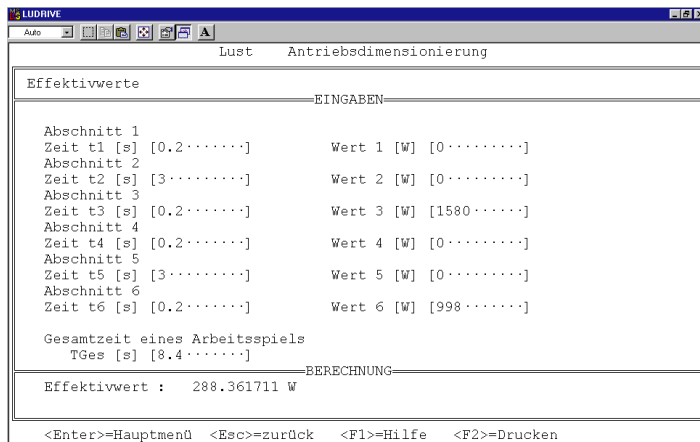 LUDRIVE
Auto A
Lust Antriebsdimensionierung
Effektivwerte
EINGABEN
Abschnitt 1
Zeit t1 [s] [0.2·······] Wert 1 [W] [0·········]
Abschnitt 2
Zeit t2 [s] [3·········] Wert 2 [W] [0·········]
Abschnitt 3
Zeit t3 [s] [0.2·······] Wert 3 [W] [1580······]
Abschnitt 4
Zeit t4 [s] [0.2·······] Wert 4 [W] [0·········]
Abschnitt 5
Zeit t5 [s] [3·········] Wert 5 [W] [0·········]
Abschnitt 6
Zeit t6 [s] [0.2·······] Wert 6 [W] [998·······]
Gesamtzeit eines Arbeitsspiels
TGes [s] [8.4·······]
BERECHNUNG
Effektivwert : 288.361711 W
<Enter>=Hauptmenü <Esc>=zurück <F1>=Hilfe <F2>=Drucken